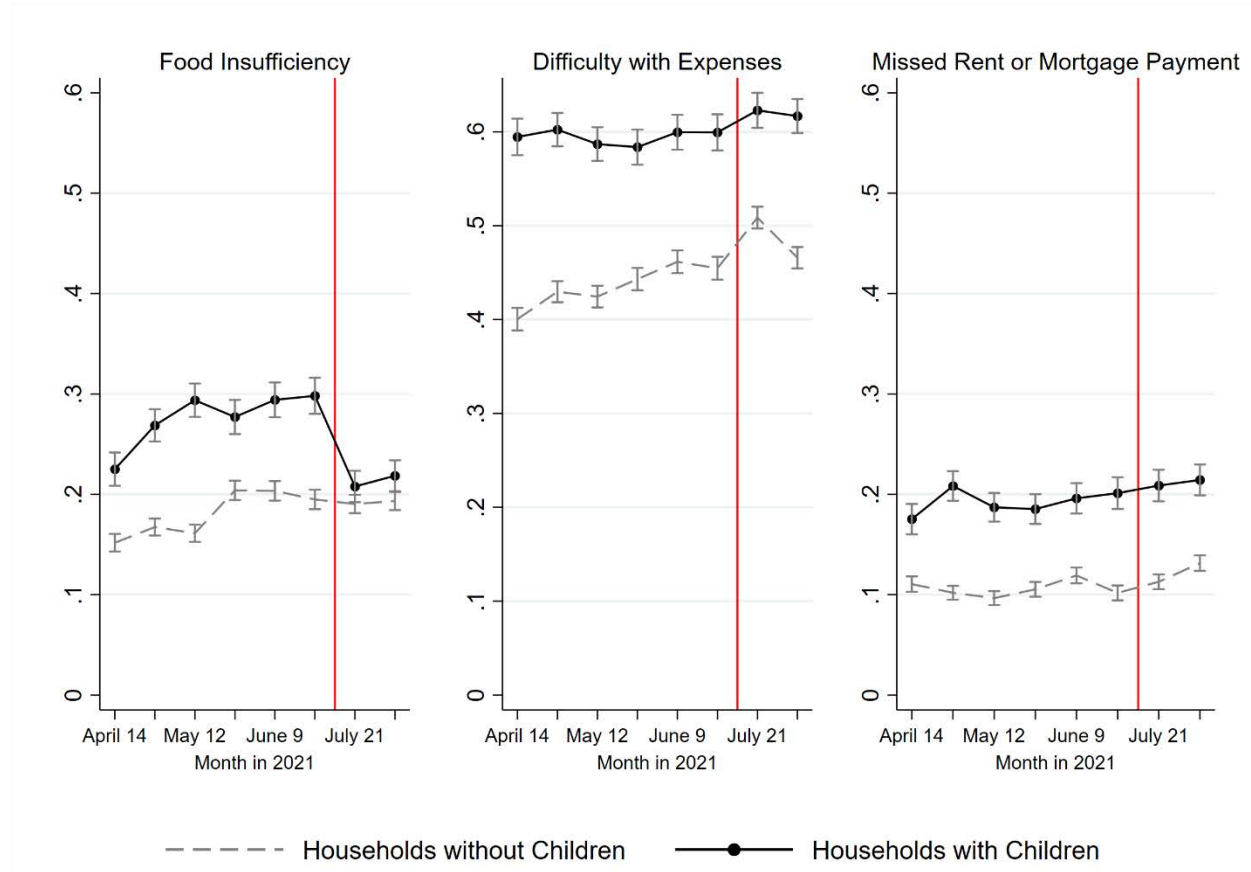 Food Insufficiency
.6
.5
.4
.3
.2
.1
0
April 14 May 12 June 9 July 21
Month in 2021
Difficulty with Expenses
.6
.5
.4
.3
.2
.1
0
April 14 May 12 June 9 July 21
Month in 2021
Missed Rent or Mortgage Payment
.6
.5
.4
.3
.2
.1
0
April 14 May 12 June 9 July 21
Month in 2021
Households without Children
Households with Children